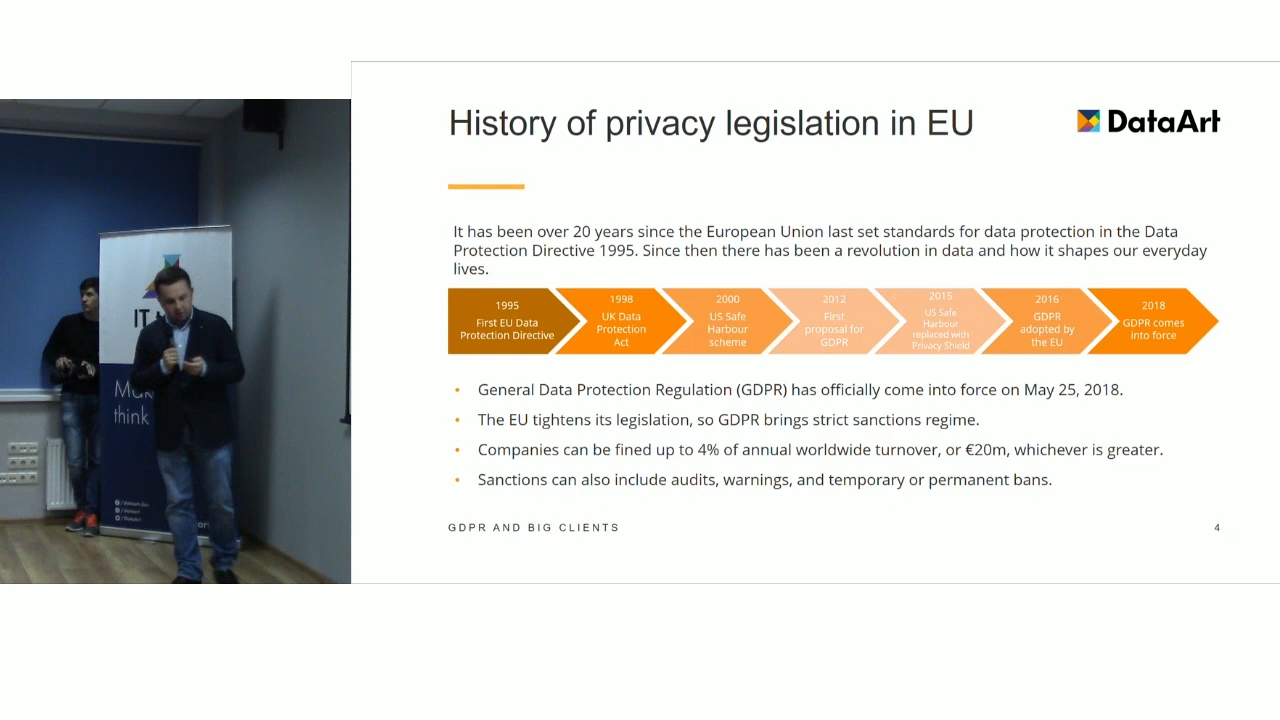 History of privacy legislation in EU
DataArt
It has been over 20 years since the European Union last set standards for data protection in the Data
Protection Directive 1995. Since then there has been a revolution in data and how it shapes our everyday
lives.
1995
First EU Data
Protection Directive
1998
UK Data
Protection
Act
2000
US Safe
Harbour
scheme
2012
First
proposal for
GDPR
2015
US Safe
Harbour
replaced with
Privacy Shield
2016
GDPR
adopted by
the EU
2018
GDPR comes
into force
• General Data Protection Regulation (GDPR) has officially come into force on May 25, 2018.
• The EU tightens its legislation, so GDPR brings strict sanctions regime.
• Companies can be fined up to 4% of annual worldwide turnover, or €20m, whichever is greater.
• Sanctions can also include audits, warnings, and temporary or permanent bans.
GDPR AND BIG CLIENTS
4
IT
think